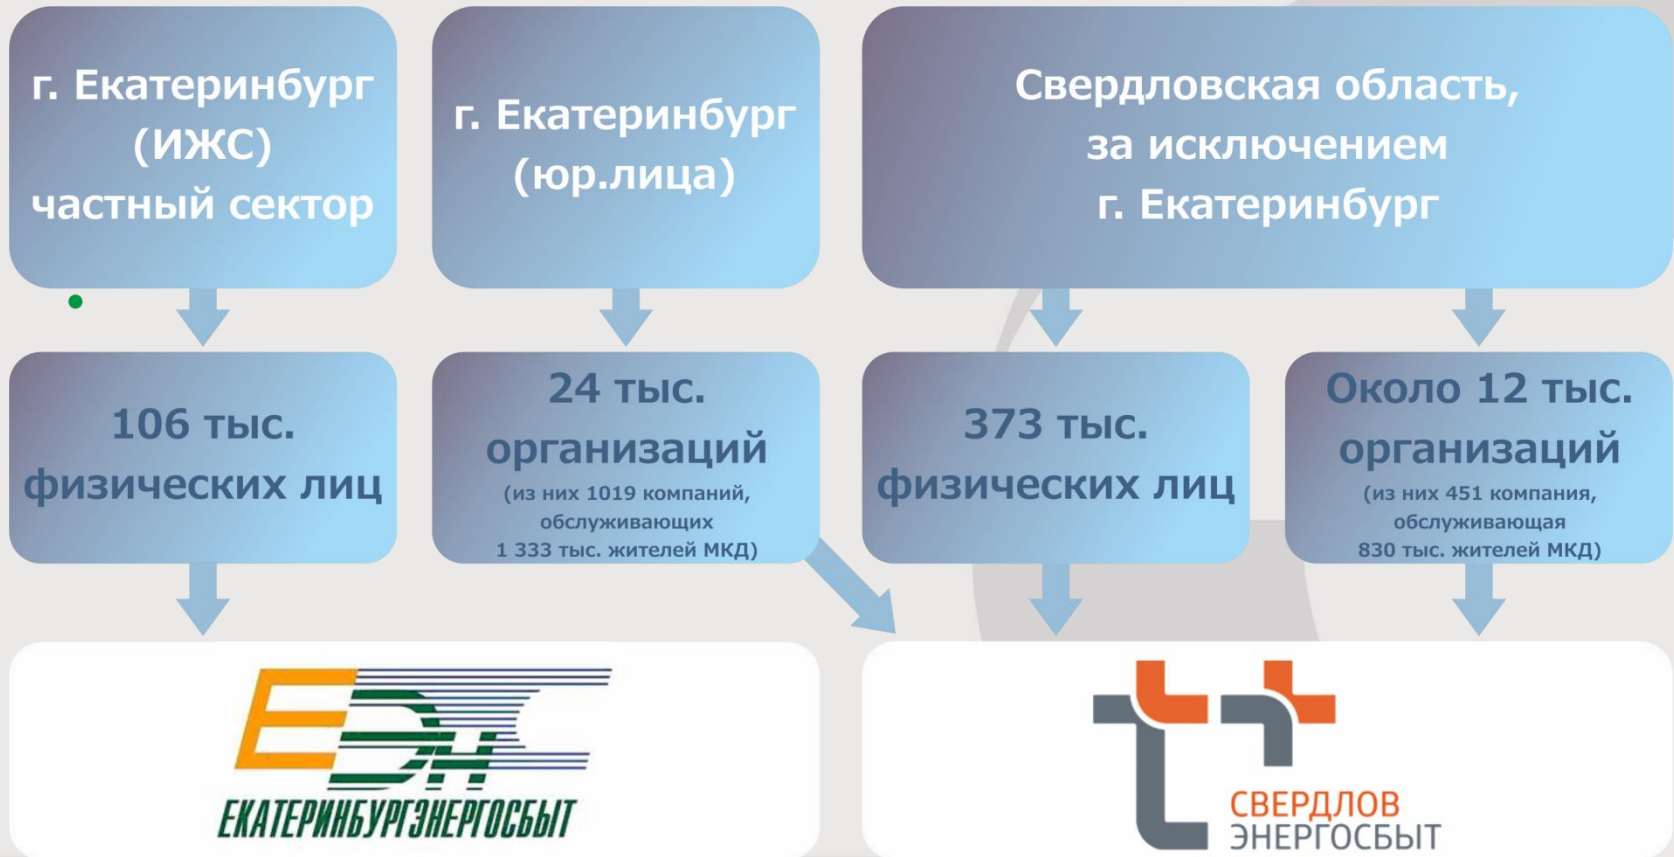 г. Екатеринбург
(ИЖС)
частный сектор
г. Екатеринбург
(юр.лица)
Свердловская область,
за исключением
г. Екатеринбург
106 тыс.
физических лиц
24 тыс.
организаций
(из них 1019 компаний,
обслуживающих
1 333 тыс. жителей МКД)
373 тыс.
физических лиц
Около 12 тыс.
организаций
(из них 451 компания,
обслуживающая
830 тыс. жителей МКД)
ЕЭнС
ЕКАТЕРИНБУРГЭНЕРГОСБЫТ
СВЕРДЛОВ
ЭНЕРГОСБЫТ